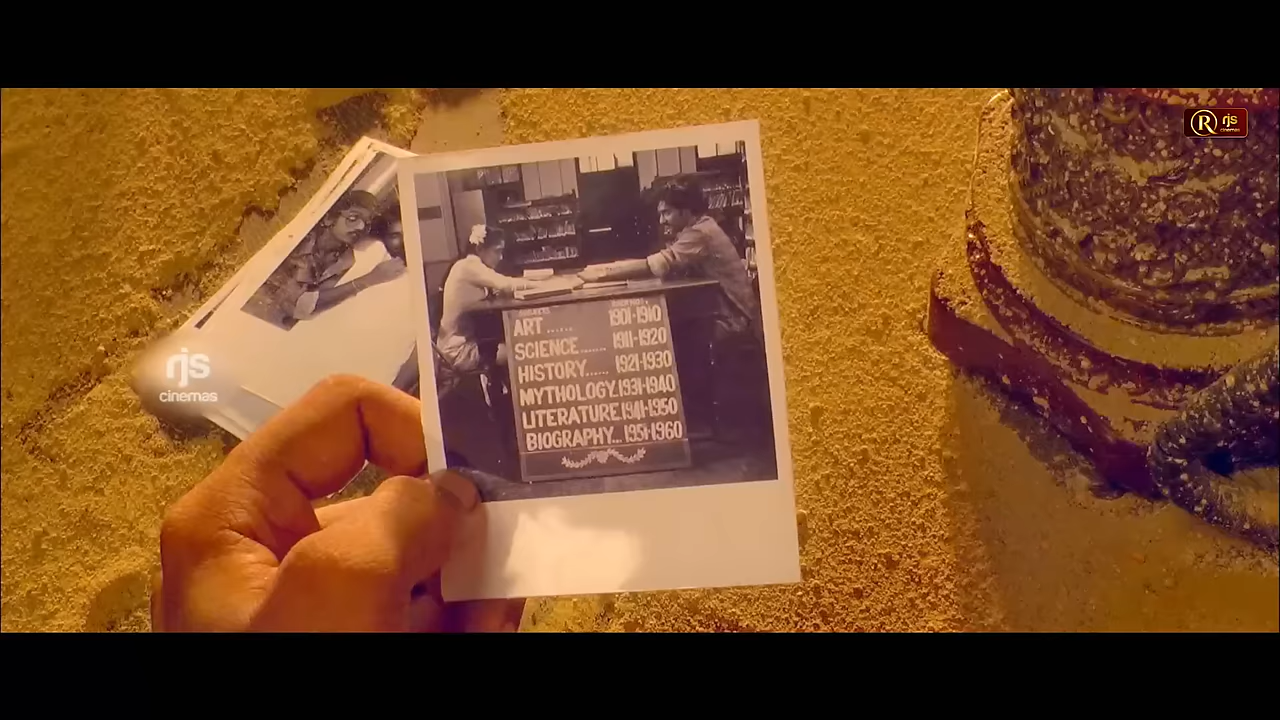 R rjs
cinemas
rjs
cinemas
ART ...... 1901-1910
SCIENCE....... 1911-1920
HISTORY...... 1921-1930
MYTHOLOGY.1931-1940
LITERATURE.1941-1950
BIOGRAPHY... 1951-1960